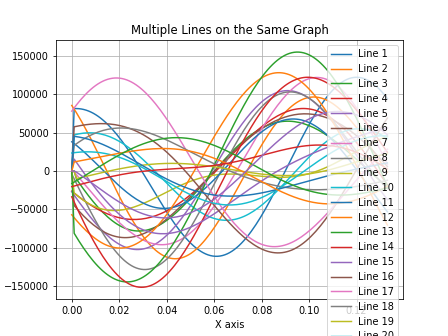 Multiple Lines on the Same Graph
150000
100000
50000
0
−50000
−100000
−150000
0.00
0.02
0.04
0.06
0.08
0.10
X axis
Line 1
Line 2
Line 3
Line 4
Line 5
Line 6
Line 7
Line 8
Line 9
Line 10
Line 11
Line 12
Line 13
Line 14
Line 15
Line 16
Line 17
Line 18
Line 19
Line 20